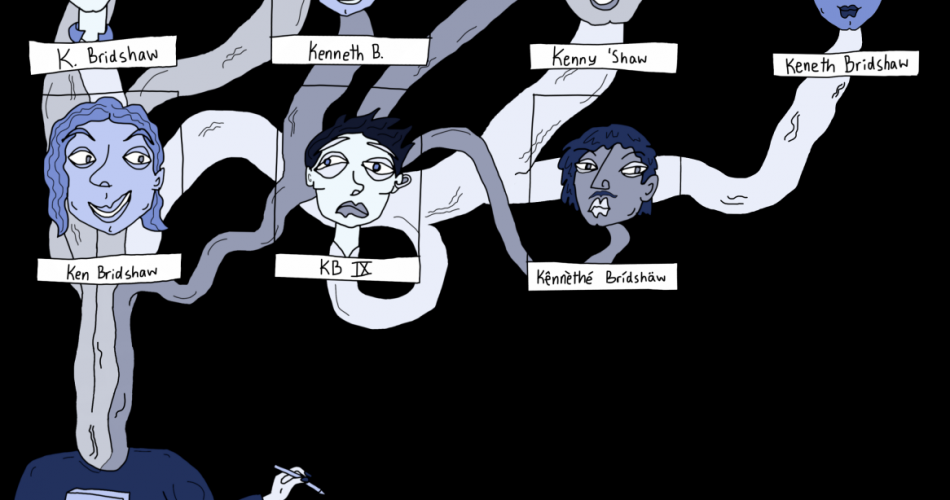 K. Bridshaw
Kenneth B.
Kenny 'Shaw
Keneth Bridshaw
Ken Bridshaw
KB IX
Kênnèthé Brídshäw